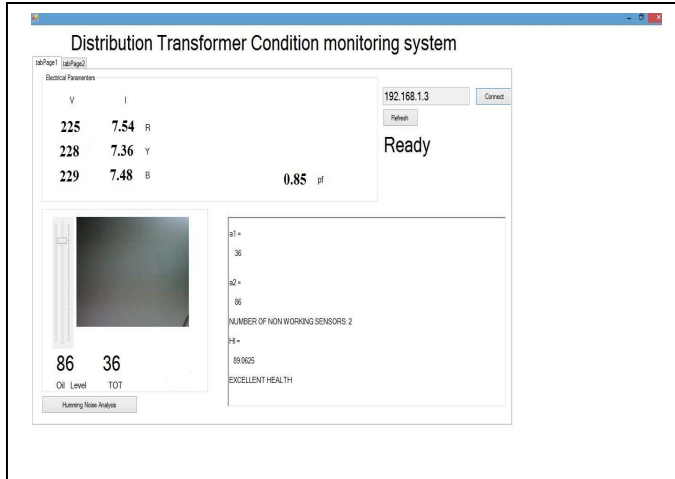 Distribution Transformer Condition monitoring system
tabPage1 tabPage2
Electrical Paramenters
V I
225 7.54 R
228 7.36 Y
229 7.48 B
0.85 pf
192.168.1.3 Connect
Refresh
Ready
86 36
Oil Level TOT
Humming Noise Analysis
a1 =
36
a2 =
86
NUMBER OF NON WORKING SENSORS: 2
HI =
89.0625
EXCELLENT HEALTH